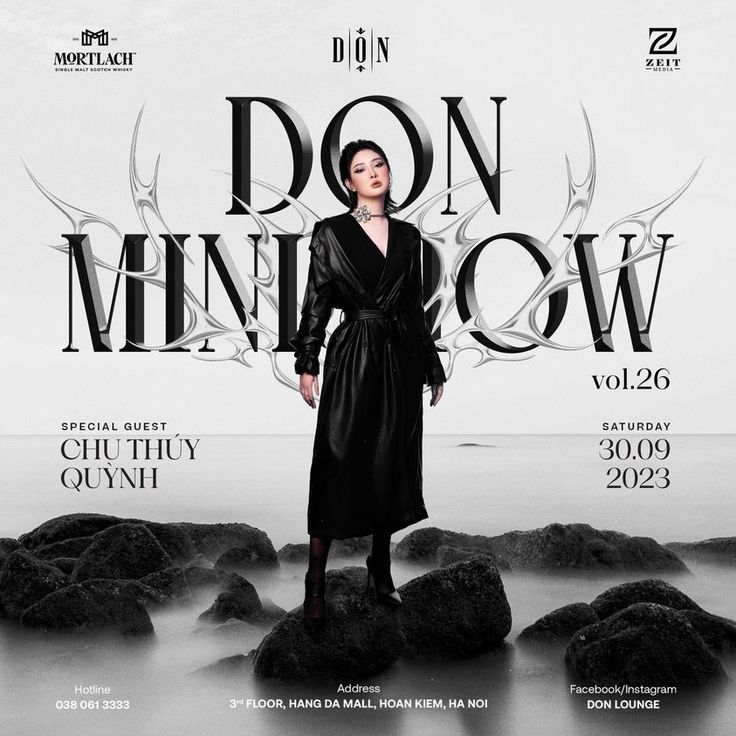 MORTLACH
SINGLE MALT SCOTCH WHISKY
DON
ZEIT
MEDIA
DON
MINI SHOW
vol.26
SPECIAL GUEST
CHU THÚY
QUỲNH
SATURDAY
30.09
2023
Hotline
038 061 3333
Address
3rd FLOOR, HANG DA MALL, HOAN KIEM, HA NOI
Facebook/Instagram
DON LOUNGE